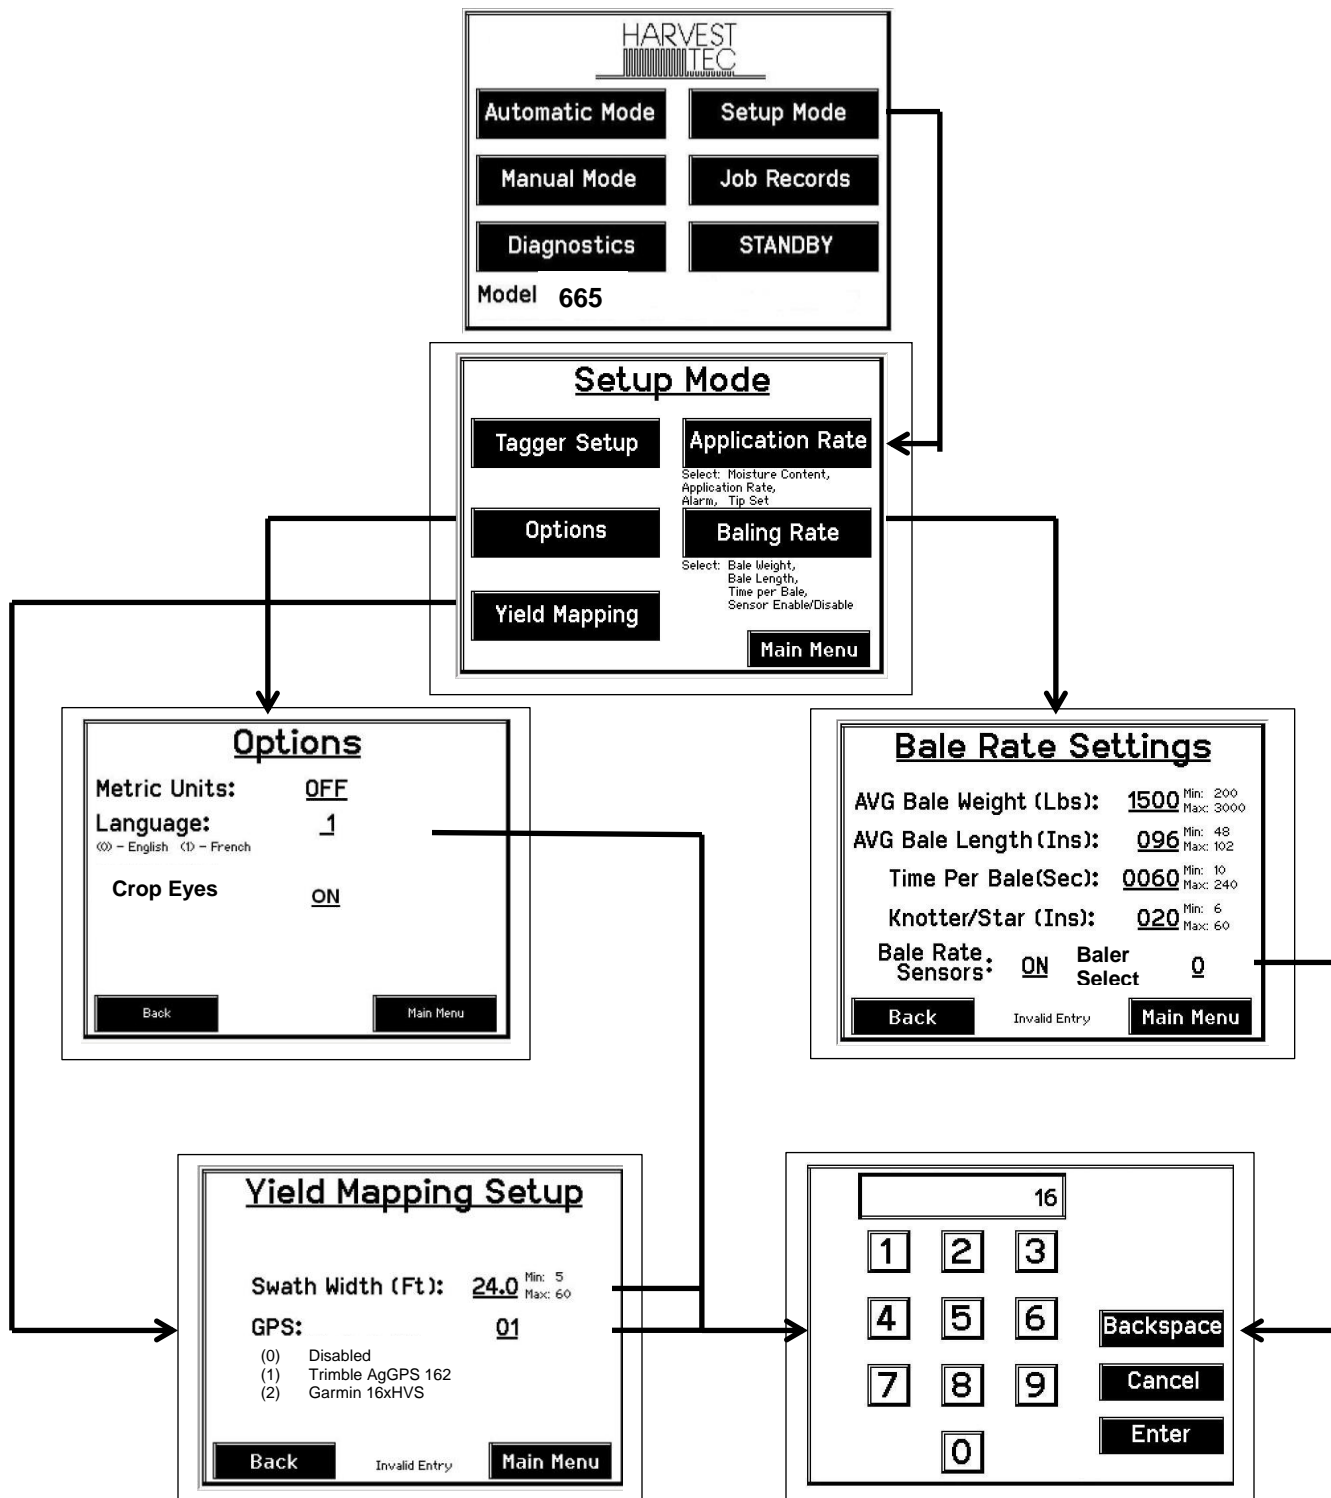 HARVEST
TEC
Automatic Mode
Setup Mode
Manual Mode
Job Records
Diagnostics
STANDBY
Model 665
Setup Mode
Tagger Setup
Application Rate
Select: Moisture Content,
Application Rate,
Alarm, Tip Set
Options
Baling Rate
Select: Bale Weight,
Bale Length,
Time per Bale,
Sensor Enable/Disable
Yield Mapping
Main Menu
Options
Metric Units: OFF
Language: 1
(0) - English (1) - French
Crop Eyes ON
Back
Main Menu
Bale Rate Settings
AVG Bale Weight (Lbs): 1500 Min: 200
Max: 3000
AVG Bale Length (Ins): 096 Min: 48
Max: 102
Time Per Bale(Sec): 0060 Min: 10
Max: 240
Knotter/Star (Ins): 020 Min: 6
Max: 60
Bale Rate
Sensors: ON
Baler
Select 0
Back
Invalid Entry
Main Menu
Yield Mapping Setup
Swath Width (Ft): 24.0 Min: 5
Max: 60
GPS: 01
(0) Disabled
(1) Trimble AgGPS 162
(2) Garmin 16xHVS
Back
Invalid Entry
Main Menu
16
1 2 3
4 5 6
Backspace
7 8 9
Cancel
Enter
0